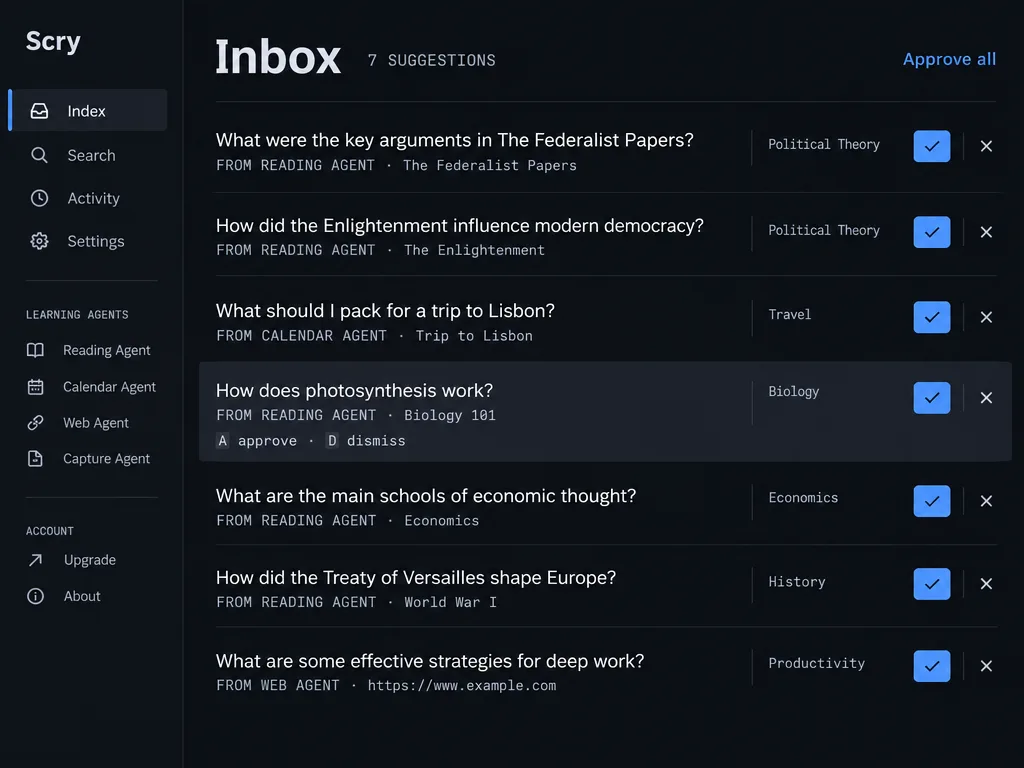 Scry
Index
Search
Activity
Settings
LEARNING AGENTS
Reading Agent
Calendar Agent
Web Agent
Capture Agent
ACCOUNT
Upgrade
About
Inbox 7 SUGGESTIONS Approve all
What were the key arguments in The Federalist Papers?
FROM READING AGENT · The Federalist Papers
Political Theory
How did the Enlightenment influence modern democracy?
FROM READING AGENT · The Enlightenment
Political Theory
What should I pack for a trip to Lisbon?
FROM CALENDAR AGENT · Trip to Lisbon
Travel
How does photosynthesis work?
FROM READING AGENT · Biology 101
A approve · D dismiss
Biology
What are the main schools of economic thought?
FROM READING AGENT · Economics
Economics
How did the Treaty of Versailles shape Europe?
FROM READING AGENT · World War I
History
What are some effective strategies for deep work?
FROM WEB AGENT · https://www.example.com
Productivity